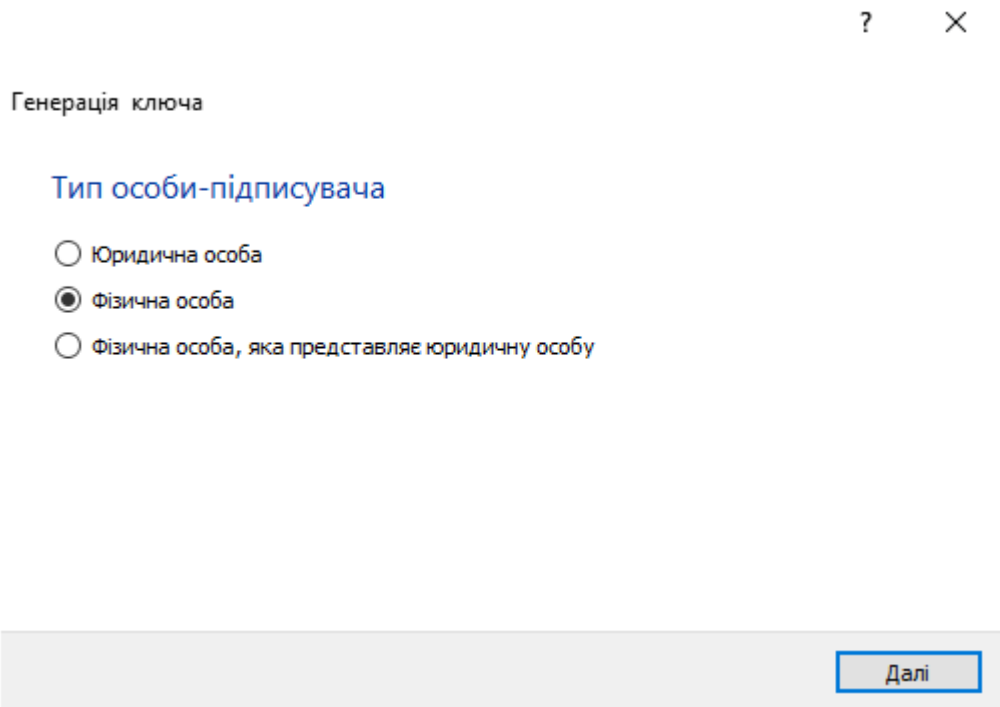 ?
Генерація ключа
Тип особи-підписувача
Юридична особа
Фізична особа
Фізична особа, яка представляє юридичну особу
Далі